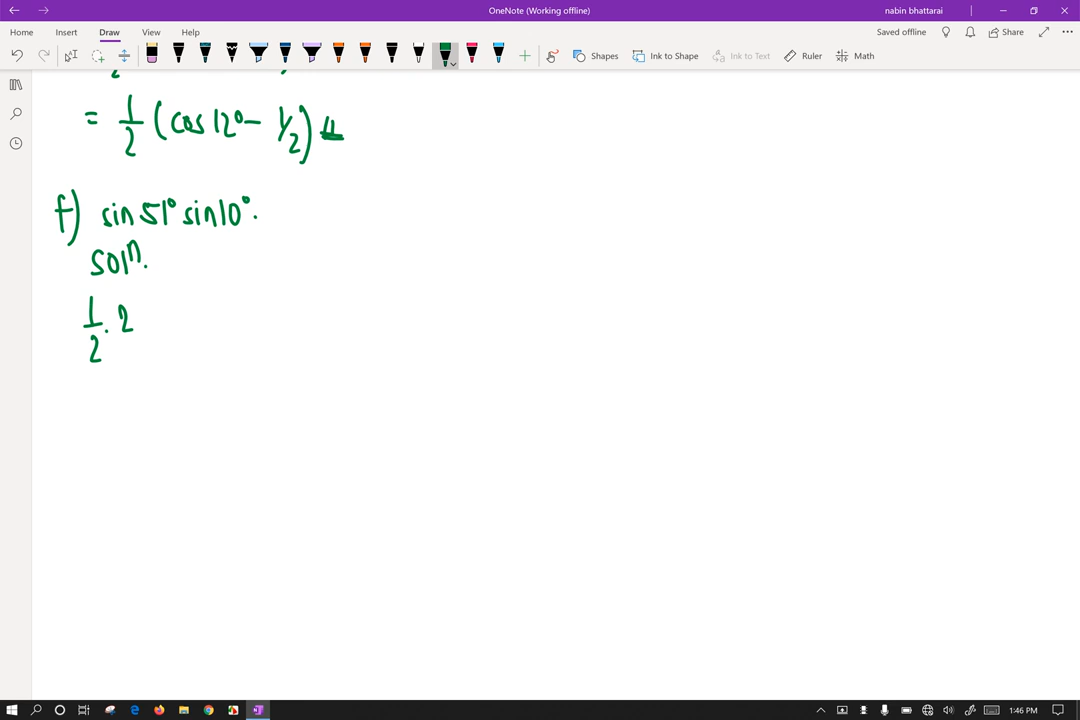 OneNote (Working offline)
nabin bhattarai
Home Insert Draw View Help
Saved offline
Share
Shapes
Ink to Shape
Ink to Text
Ruler
Math
= 1/2 (cos 12° - 1/2) #
f) sin 51° sin 10°.
Solⁿ.
1/2 . 2
1:46 PM